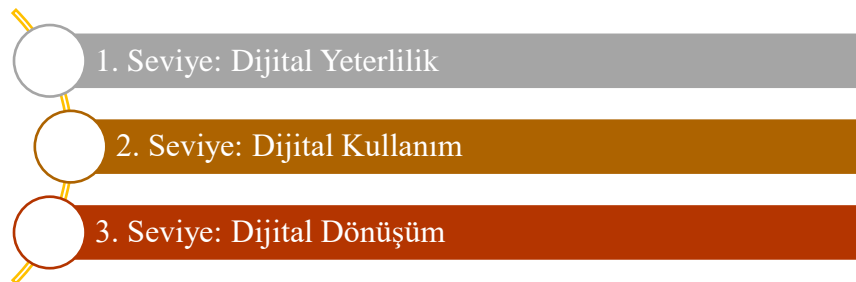 1. Seviye: Dijital Yeterlilik
2. Seviye: Dijital Kullanım
3. Seviye: Dijital Dönüşüm